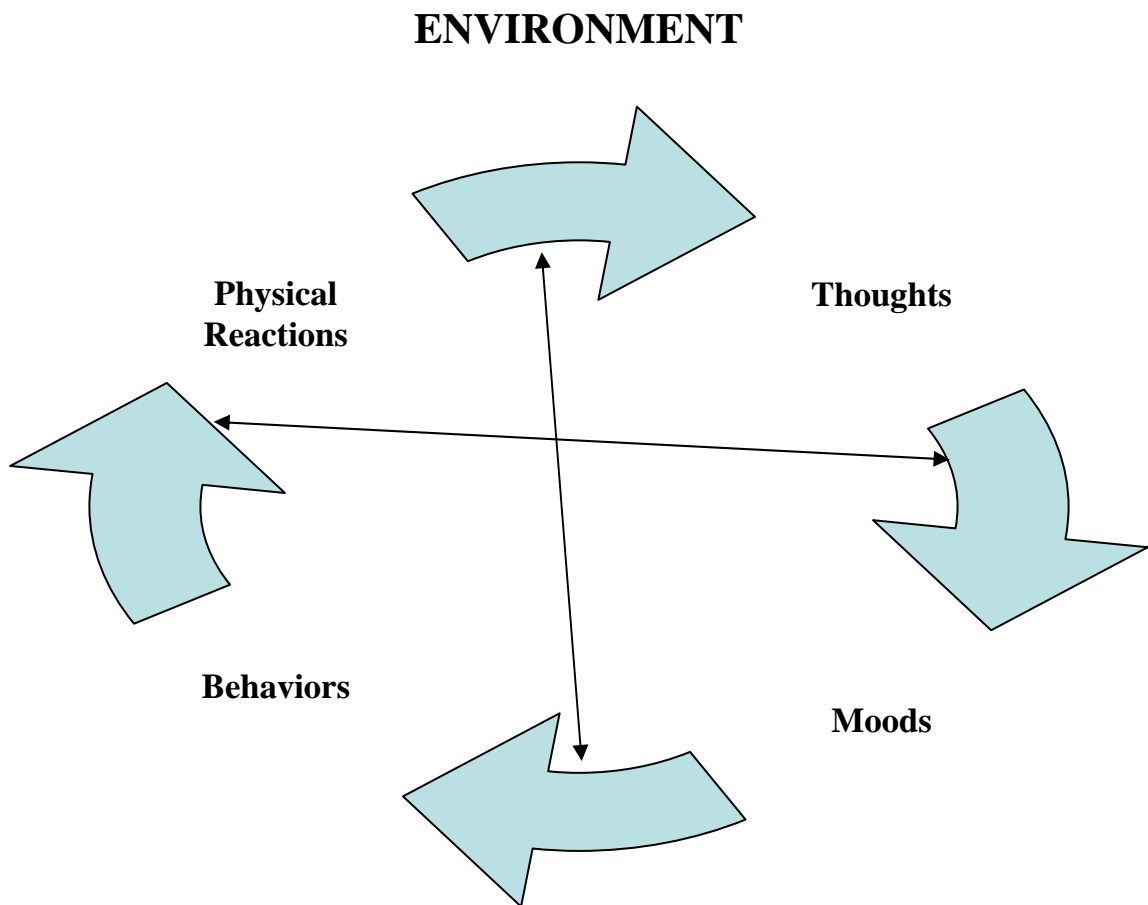 ENVIRONMENT
Physical
Reactions
Thoughts
Behaviors
Moods